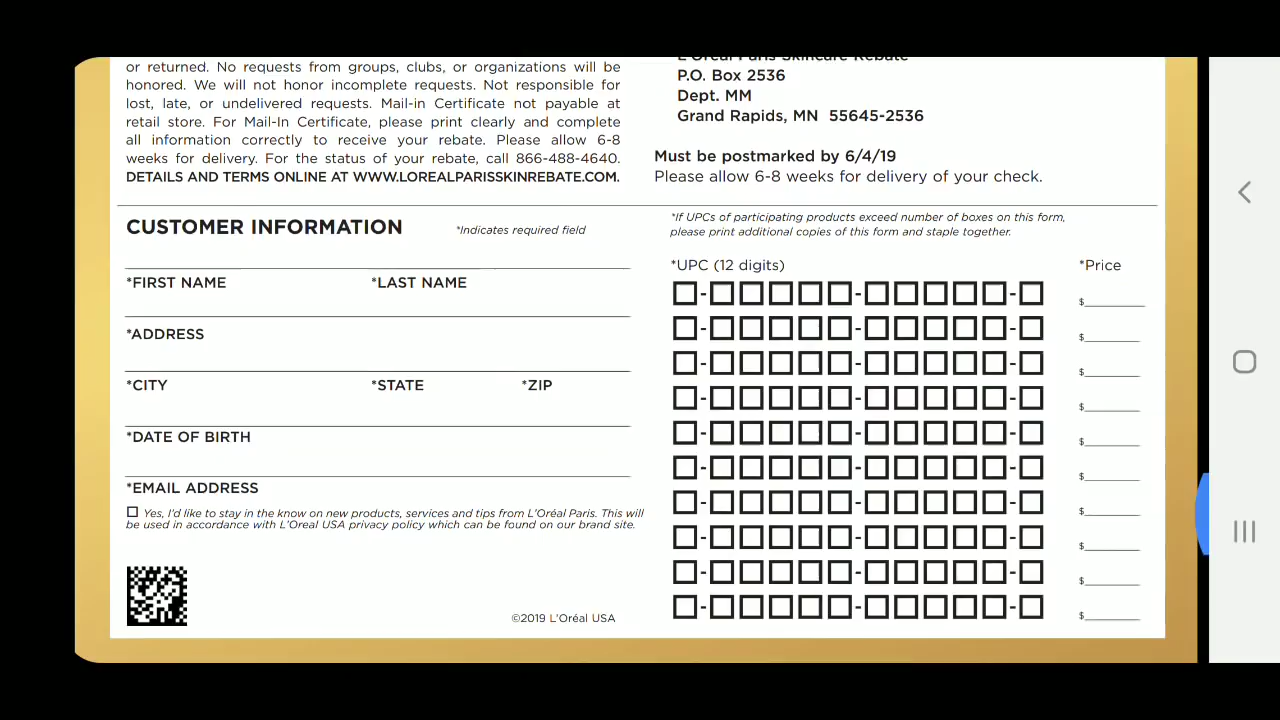 or returned. No requests from groups, clubs, or organizations will be
honored. We will not honor incomplete requests. Not responsible for
lost, late, or undelivered requests. Mail-in Certificate not payable at
retail store. For Mail-In Certificate, please print clearly and complete
all information correctly to receive your rebate. Please allow 6-8
weeks for delivery. For the status of your rebate, call 866-488-4640.
DETAILS AND TERMS ONLINE AT WWW.LOREALPARISSKINREBATE.COM.
L'Oréal Paris Skincare Rebate
P.O. Box 2536
Dept. MM
Grand Rapids, MN 55645-2536
Must be postmarked by 6/4/19
Please allow 6-8 weeks for delivery of your check.
CUSTOMER INFORMATION *Indicates required field
*FIRST NAME *LAST NAME
*ADDRESS
*CITY *STATE *ZIP
*DATE OF BIRTH
*EMAIL ADDRESS
Yes, I'd like to stay in the know on new products, services and tips from L'Oréal Paris. This will
be used in accordance with L'Oreal USA privacy policy which can be found on our brand site.
©2019 L'Oréal USA
*If UPCs of participating products exceed number of boxes on this form,
please print additional copies of this form and staple together.
*UPC (12 digits) *Price
- - - $
- - - $
- - - $
- - - $
- - - $
- - - $
- - - $
- - - $
- - - $
- - - $